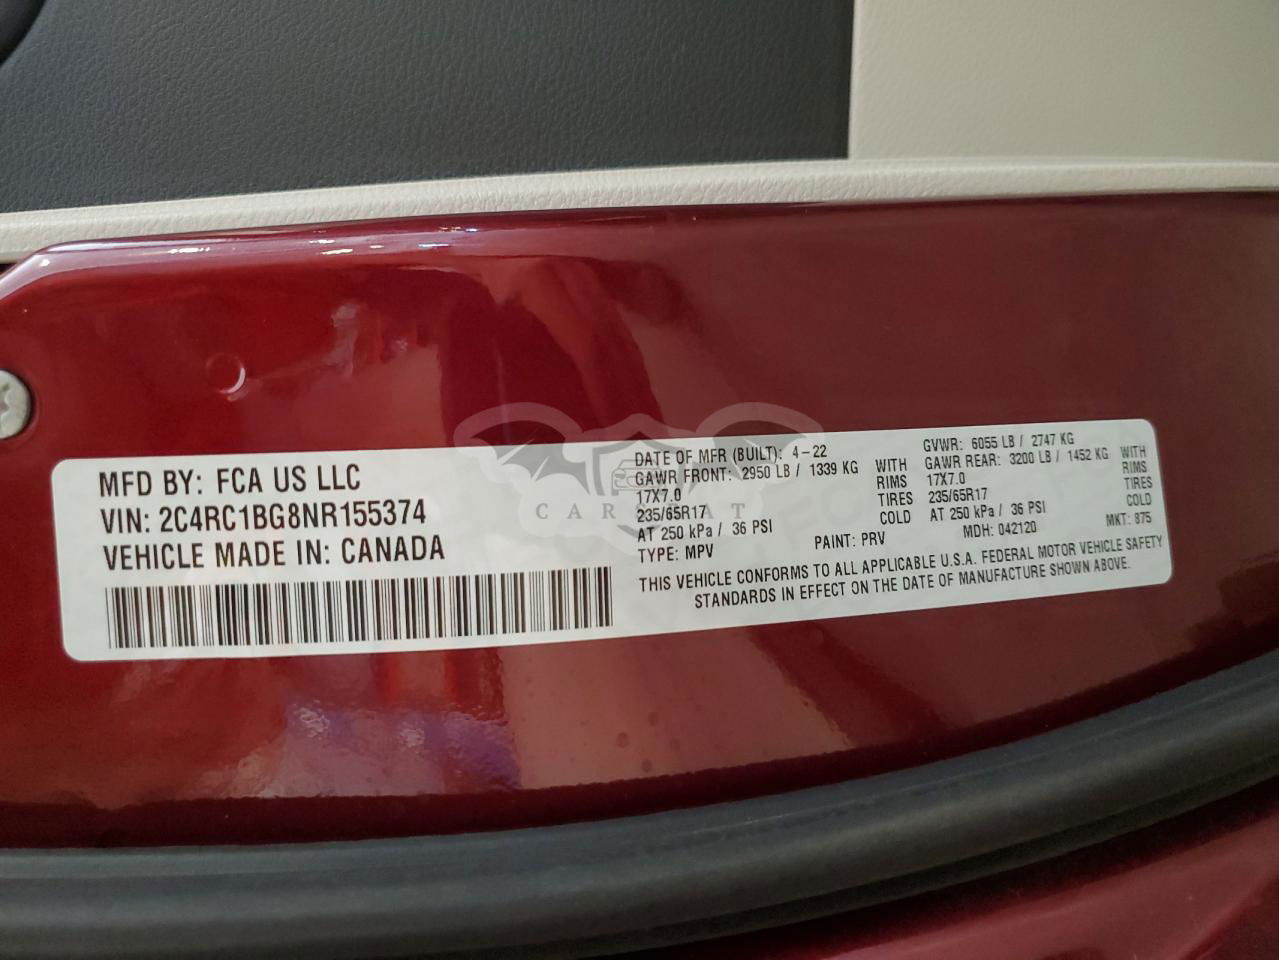 MFD BY: FCA US LLC
VIN: 2C4RC1BG8NR155374
VEHICLE MADE IN: CANADA
DATE OF MFR (BUILT): 4-22 GVWR: 6055 LB / 2747 KG
GAWR FRONT: 2950 LB / 1339 KG WITH GAWR REAR: 3200 LB / 1452 KG WITH
17X7.0 RIMS 17X7.0 RIMS
235/65R17 TIRES 235/65R17 TIRES
AT 250 kPa / 36 PSI COLD AT 250 kPa / 36 PSI COLD
TYPE: MPV PAINT: PRV MDH: 042120 MKT: 875
THIS VEHICLE CONFORMS TO ALL APPLICABLE U.S.A. FEDERAL MOTOR VEHICLE SAFETY
STANDARDS IN EFFECT ON THE DATE OF MANUFACTURE SHOWN ABOVE.